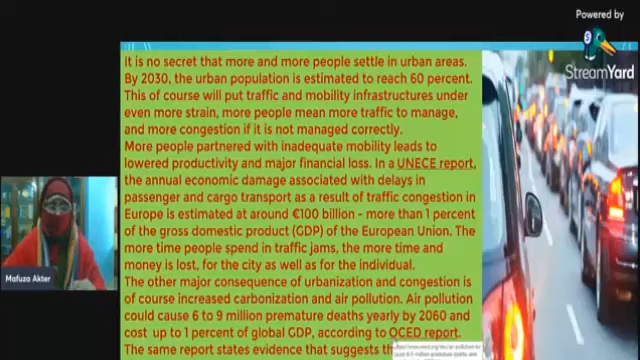 Powered by
StreamYard
It is no secret that more and more people settle in urban areas.
By 2030, the urban population is estimated to reach 60 percent.
This of course will put traffic and mobility infrastructures under
even more strain, more people mean more traffic to manage,
and more congestion if it is not managed correctly.
More people partnered with inadequate mobility leads to
lowered productivity and major financial loss. In a UNECE report,
the annual economic damage associated with delays in
passenger and cargo transport as a result of traffic congestion in
Europe is estimated at around €100 billion - more than 1 percent
of the gross domestic product (GDP) of the European Union. The
more time people spend in traffic jams, the more time and
money is lost, for the city as well as for the individual.
The other major consequence of urbanization and congestion is
of course increased carbonization and air pollution. Air pollution
could cause 6 to 9 million premature deaths yearly by 2060 and
cost up to 1 percent of global GDP, according to OCED report.
The same report states evidence that suggests th
Mafuza Akter